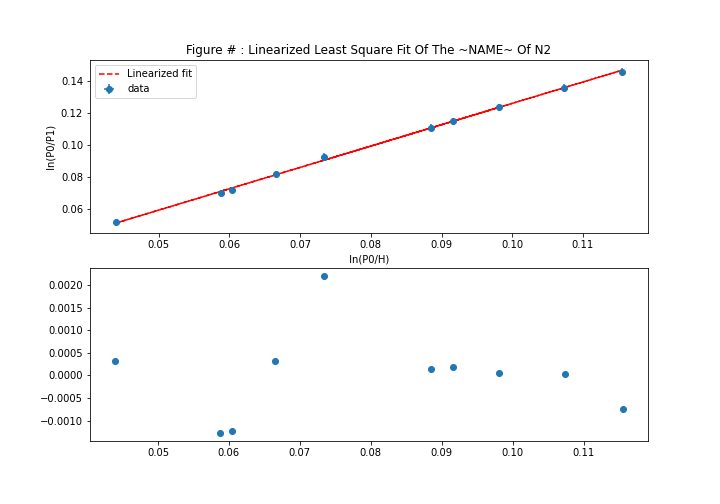 Figure # : Linearized Least Square Fit Of The ~NAME~ Of N2
Linearized fit
data
ln(P0/P1)
0.14
0.12
0.10
0.08
0.06
0.05 0.06 0.07 0.08 0.09 0.10 0.11
ln(P0/H)
0.0020
0.0015
0.0010
0.0005
0.0000
−0.0005
−0.0010
0.05 0.06 0.07 0.08 0.09 0.10 0.11